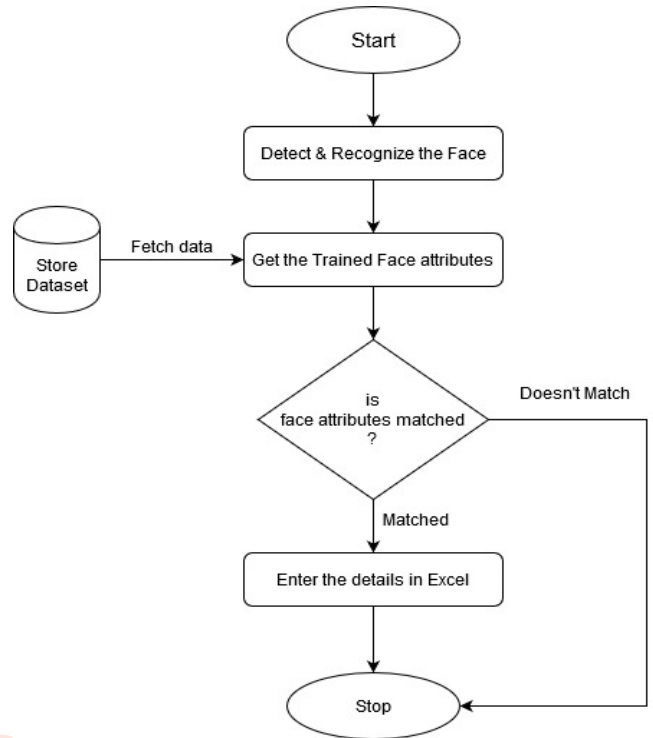 Start
Detect & Recognize the Face
Fetch data
Store
Dataset
Get the Trained Face attributes
is
face attributes matched
?
Doesn't Match
Matched
Enter the details in Excel
Stop